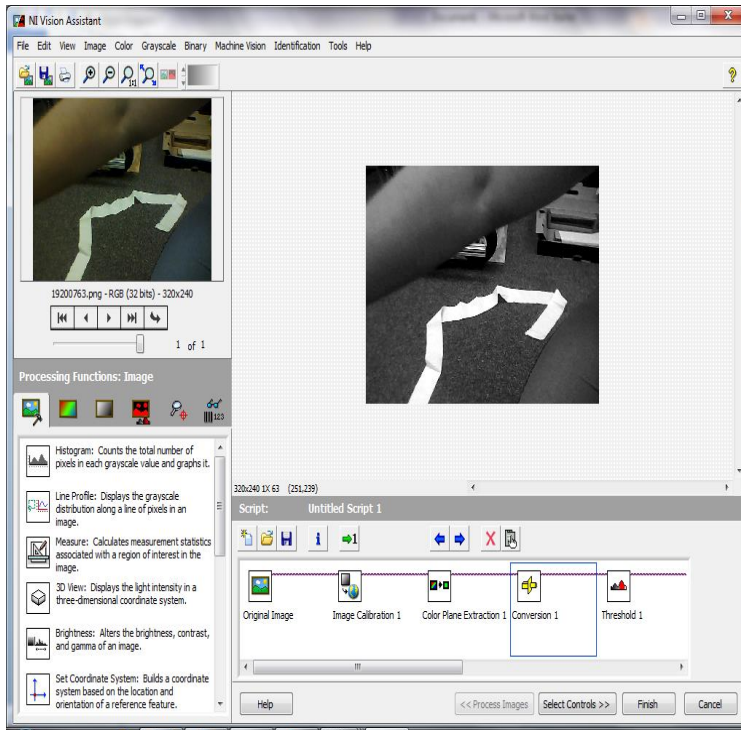 NI Vision Assistant
File Edit View Image Color Grayscale Binary Machine Vision Identification Tools Help
1x1
19200763.png - RGB (32 bits) - 320x240
1 of 1
Processing Functions: Image
123
Histogram: Counts the total number of
pixels in each grayscale value and graphs it.
Line Profile: Displays the grayscale
distribution along a line of pixels in an
image.
Measure: Calculates measurement statistics
associated with a region of interest in the
image.
3D View: Displays the light intensity in a
three-dimensional coordinate system.
Brightness: Alters the brightness, contrast,
and gamma of an image.
Set Coordinate System: Builds a coordinate
system based on the location and
orientation of a reference feature.
320x240 1X 63 (251,239)
Script: Untitled Script 1
1
Original Image
Image Calibration 1
Color Plane Extraction 1
Conversion 1
Threshold 1
Help
<< Process Images
Select Controls >>
Finish
Cancel